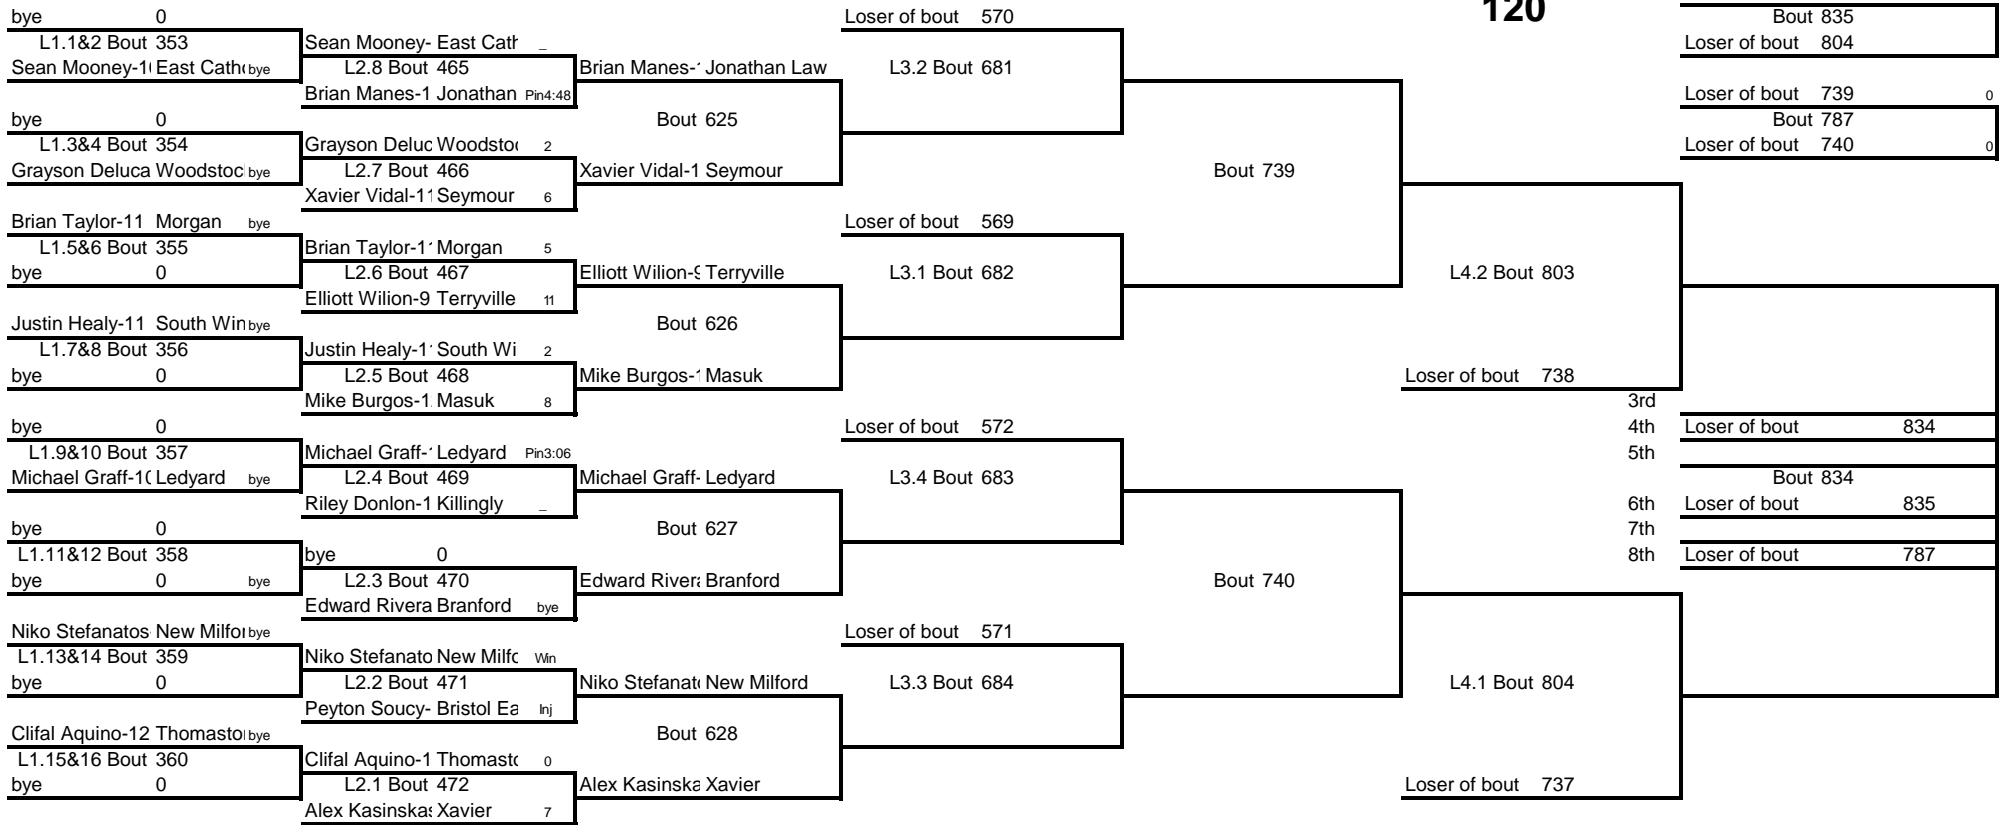 bye 0 Loser of bout 570 120 Bout 835
L1.1&2 Bout 353 Sean Mooney- East Cath _ Loser of bout 804
Sean Mooney-1( East Cath( bye L2.8 Bout 465 Brian Manes-1 Jonathan Law L3.2 Bout 681
Brian Manes-1 Jonathan Pin4:48 Loser of bout 739 0
bye 0 Bout 625 Bout 787
L1.3&4 Bout 354 Grayson Deluc Woodsto( 2 Loser of bout 740 0
Grayson Deluca Woodstoc bye L2.7 Bout 466 Xavier Vidal-1 Seymour Bout 739
Xavier Vidal-11 Seymour 6
Brian Taylor-11 Morgan bye Loser of bout 569
L1.5&6 Bout 355 Brian Taylor-1 Morgan 5
bye 0 L2.6 Bout 467 Elliott Wilion-9 Terryville L3.1 Bout 682 L4.2 Bout 803
Elliott Wilion-9 Terryville 11
Justin Healy-11 South Win bye Bout 626
L1.7&8 Bout 356 Justin Healy-1 South Wi 2
bye 0 L2.5 Bout 468 Mike Burgos-1 Masuk Loser of bout 738
Mike Burgos-1 Masuk 8 3rd
bye 0 Loser of bout 572 4th Loser of bout 834
L1.9&10 Bout 357 Michael Graff-1 Ledyard Pin3:06 5th
Michael Graff-1( Ledyard bye L2.4 Bout 469 Michael Graff- Ledyard L3.4 Bout 683 Bout 834
Riley Donlon-1 Killingly _ 6th Loser of bout 835
bye 0 Bout 627 7th
L1.11&12 Bout 358 bye 0 8th Loser of bout 787
bye 0 bye L2.3 Bout 470 Edward Rivera Branford Bout 740
Edward Rivera Branford bye
Niko Stefanatos New Milfor bye Loser of bout 571
L1.13&14 Bout 359 Niko Stefanato New Milfc Win
bye 0 L2.2 Bout 471 Niko Stefanat( New Milford L3.3 Bout 684 L4.1 Bout 804
Peyton Soucy- Bristol Ea Inj
Clifal Aquino-12 Thomasto bye Bout 628
L1.15&16 Bout 360 Clifal Aquino-1 Thomast( 0
bye 0 L2.1 Bout 472 Alex Kasinska Xavier Loser of bout 737
Alex Kasinskas Xavier 7